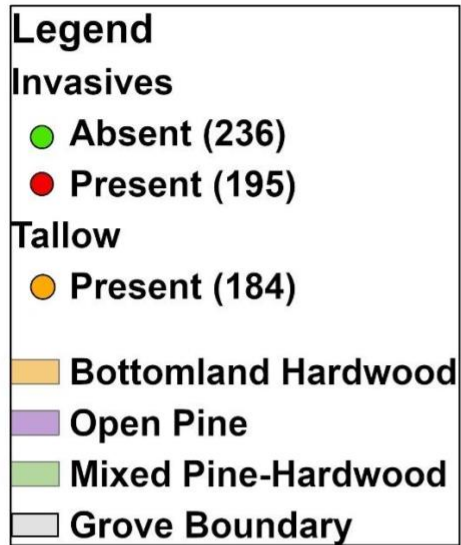 Legend
Invasives
Absent (236)
Present (195)
Tallow
Present (184)
Bottomland Hardwood
Open Pine
Mixed Pine-Hardwood
Grove Boundary